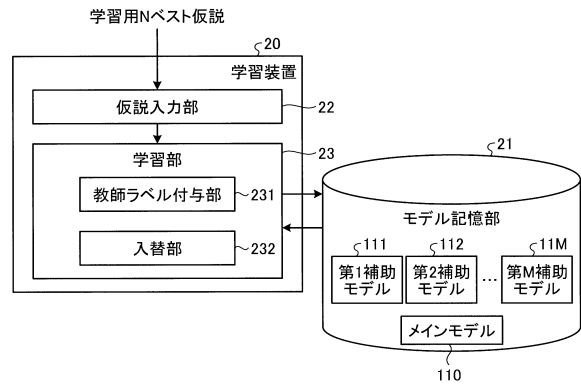 学習用Nベスト仮説
20
学習装置
仮説入力部
22
学習部
23
教師ラベル付与部
231
入替部
232
21
モデル記憶部
111
112
11M
第1補助
モデル
第2補助
モデル
…
第M補助
モデル
メインモデル
110